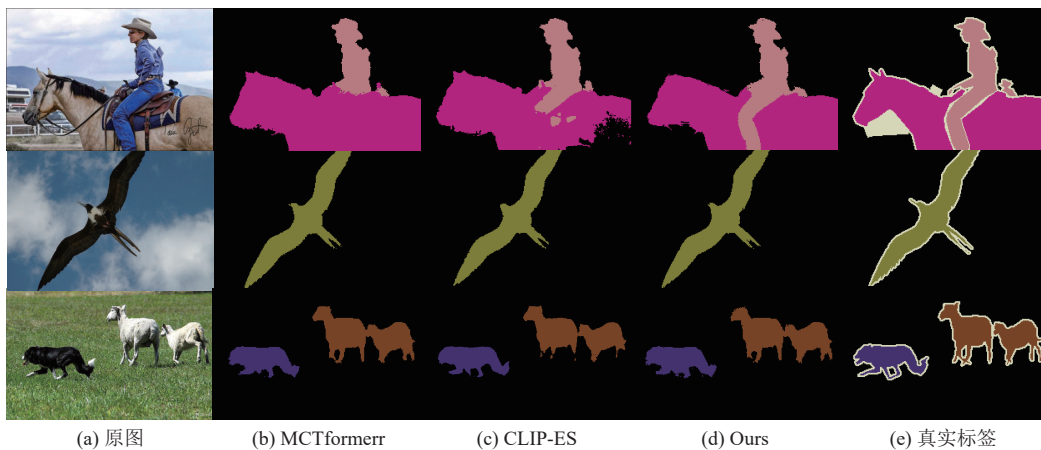 (a) 原图
(b) MCTformerr
(c) CLIP-ES
(d) Ours
(e) 真实标签